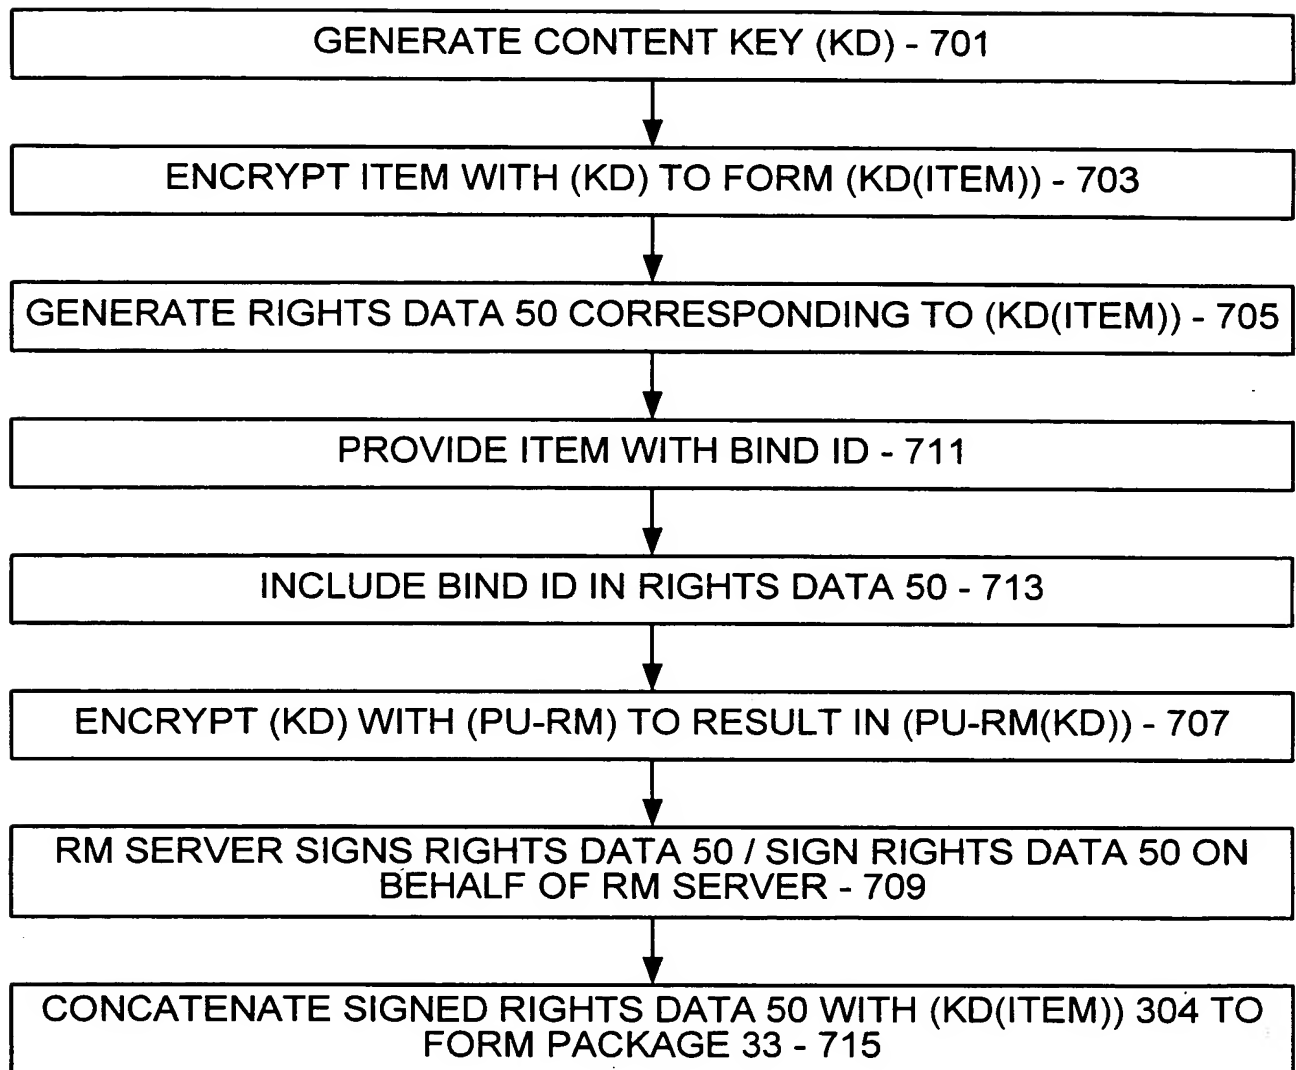 GENERATE CONTENT KEY (KD) - 701
ENCRYPT ITEM WITH (KD) TO FORM (KD(ITEM)) - 703
GENERATE RIGHTS DATA 50 CORRESPONDING TO (KD(ITEM)) - 705
PROVIDE ITEM WITH BIND ID - 711
INCLUDE BIND ID IN RIGHTS DATA 50 - 713
ENCRYPT (KD) WITH (PU-RM) TO RESULT IN (PU-RM(KD)) - 707
RM SERVER SIGNS RIGHTS DATA 50 / SIGN RIGHTS DATA 50 ON
BEHALF OF RM SERVER - 709
CONCATENATE SIGNED RIGHTS DATA 50 WITH (KD(ITEM)) 304 TO
FORM PACKAGE 33 - 715